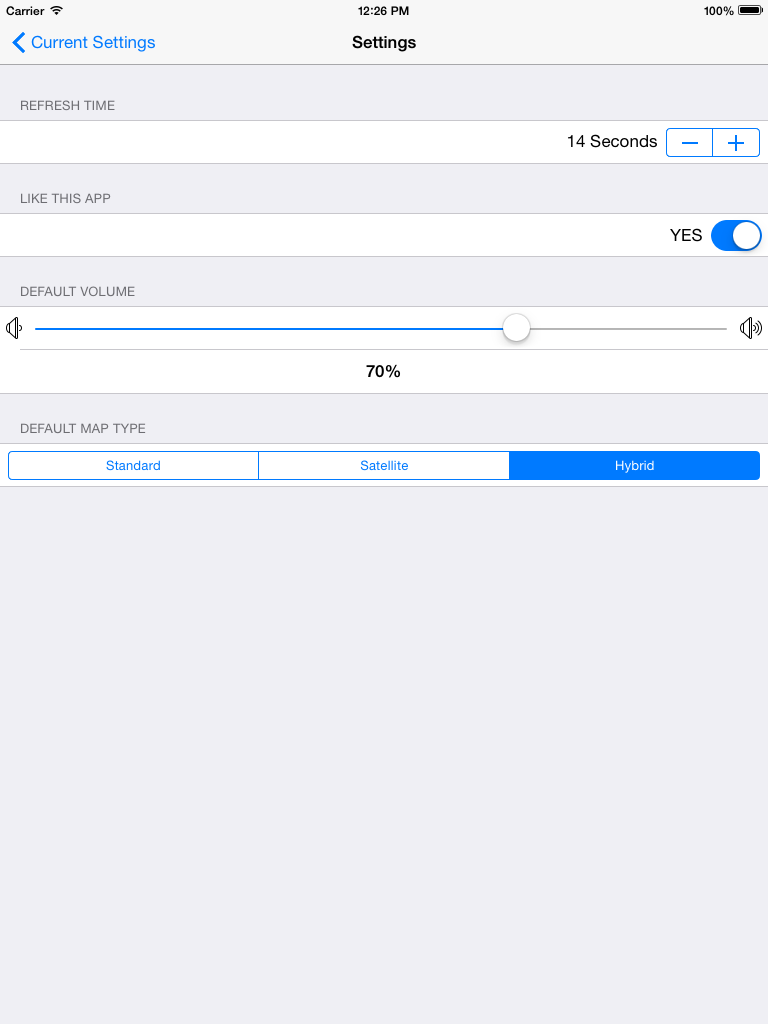 Carrier 12:26 PM 100%
Current Settings Settings
REFRESH TIME
14 Seconds
LIKE THIS APP
YES
DEFAULT VOLUME
70%
DEFAULT MAP TYPE
Standard Satellite Hybrid